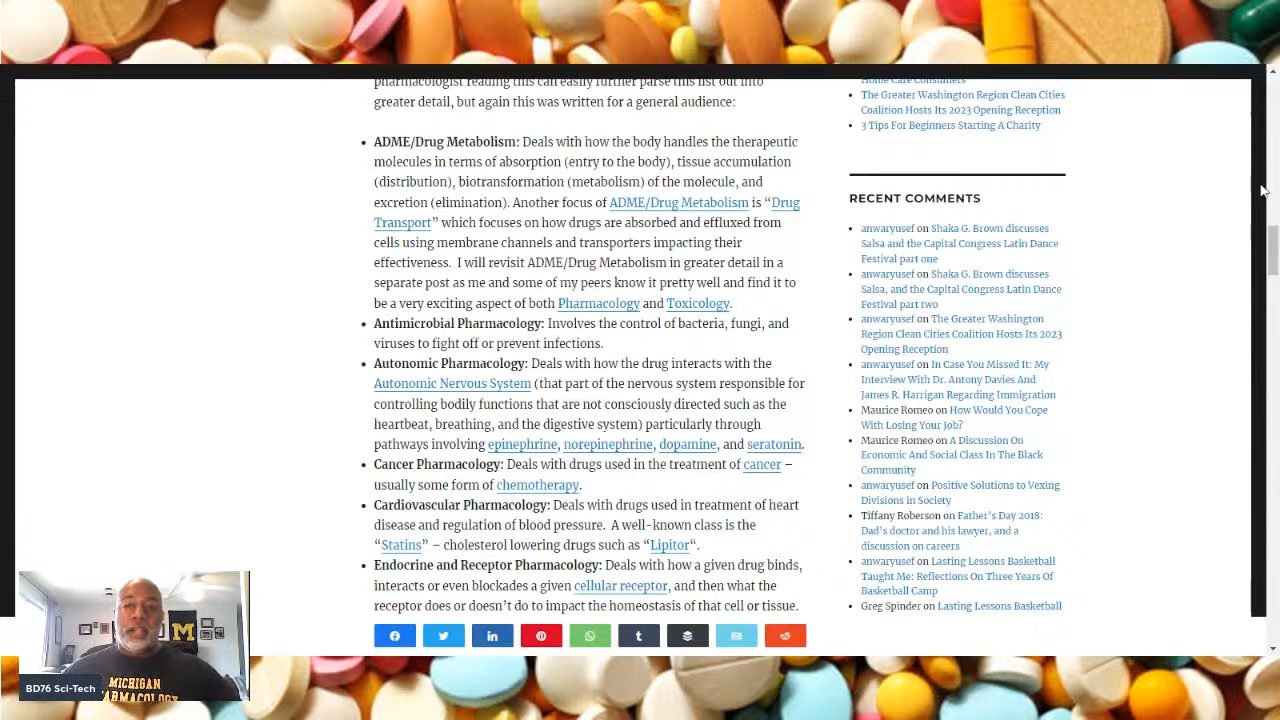 pharmacologist reading this can easily further parse this list out into
greater detail, but again this was written for a general audience:
ADME/Drug Metabolism: Deals with how the body handles the therapeutic
molecules in terms of absorption (entry to the body), tissue accumulation
(distribution), biotransformation (metabolism) of the molecule, and
excretion (elimination). Another focus of ADME/Drug Metabolism is “Drug
Transport” which focuses on how drugs are absorbed and effluxed from
cells using membrane channels and transporters impacting their
effectiveness. I will revisit ADME/Drug Metabolism in greater detail in a
separate post as me and some of my peers know it pretty well and find it to
be a very exciting aspect of both Pharmacology and Toxicology.
Antimicrobial Pharmacology: Involves the control of bacteria, fungi, and
viruses to fight off or prevent infections.
Autonomic Pharmacology: Deals with how the drug interacts with the
Autonomic Nervous System (that part of the nervous system responsible for
controlling bodily functions that are not consciously directed such as the
heartbeat, breathing, and the digestive system) particularly through
pathways involving epinephrine, norepinephrine, dopamine, and seratonin.
Cancer Pharmacology: Deals with drugs used in the treatment of cancer –
usually some form of chemotherapy.
Cardiovascular Pharmacology: Deals with drugs used in treatment of heart
disease and regulation of blood pressure. A well-known class is the
“Statins” – cholesterol lowering drugs such as “Lipitor“.
Endocrine and Receptor Pharmacology: Deals with how a given drug binds,
interacts or even blockades a given cellular receptor, and then what the
receptor does or doesn’t do to impact the homeostasis of that cell or tissue.
Home Care Consumers
The Greater Washington Region Clean Cities
Coalition Hosts Its 2023 Opening Reception
3 Tips For Beginners Starting A Charity
RECENT COMMENTS
anwaryusef on Shaka G. Brown discusses
Salsa and the Capital Congress Latin Dance
Festival part one
anwaryusef on Shaka G. Brown discusses
Salsa, and the Capital Congress Latin Dance
Festival part two
anwaryusef on The Greater Washington
Region Clean Cities Coalition Hosts Its 2023
Opening Reception
anwaryusef on In Case You Missed It: My
Interview With Dr. Antony Davies And
James R. Harrigan Regarding Immigration
Maurice Romeo on How Would You Cope
With Losing Your Job?
Maurice Romeo on A Discussion On
Economic And Social Class In The Black
Community
anwaryusef on Positive Solutions to Vexing
Divisions in Society
Tiffany Roberson on Father’s Day 2018:
Dad’s doctor and his lawyer, and a
discussion on careers
anwaryusef on Lasting Lessons Basketball
Taught Me: Reflections On Three Years Of
Basketball Camp
Greg Spinder on Lasting Lessons Basketball
M
MICHIGAN
PHARMACOLOGY
BD76 Sci-Tech